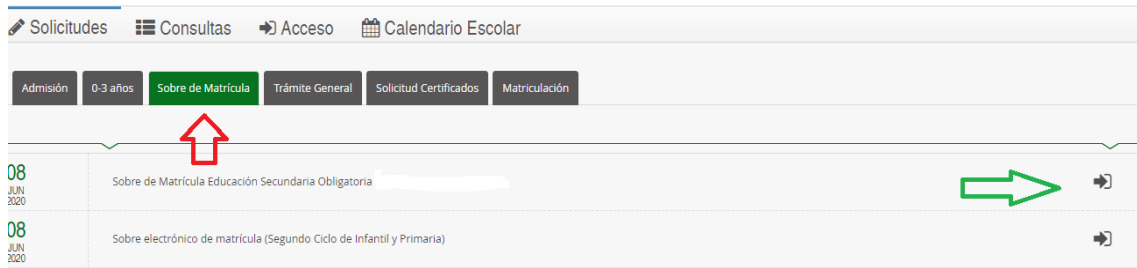 Solicitudes Consultas Acceso Calendario Escolar
Admisión 0-3 años Sobre de Matrícula Trámite General Solicitud Certificados Matriculación
08
JUN
2020
Sobre de Matrícula Educación Secundaria Obligatoria
08
JUN
2020
Sobre electrónico de matrícula (Segundo Ciclo de Infantil y Primaria)